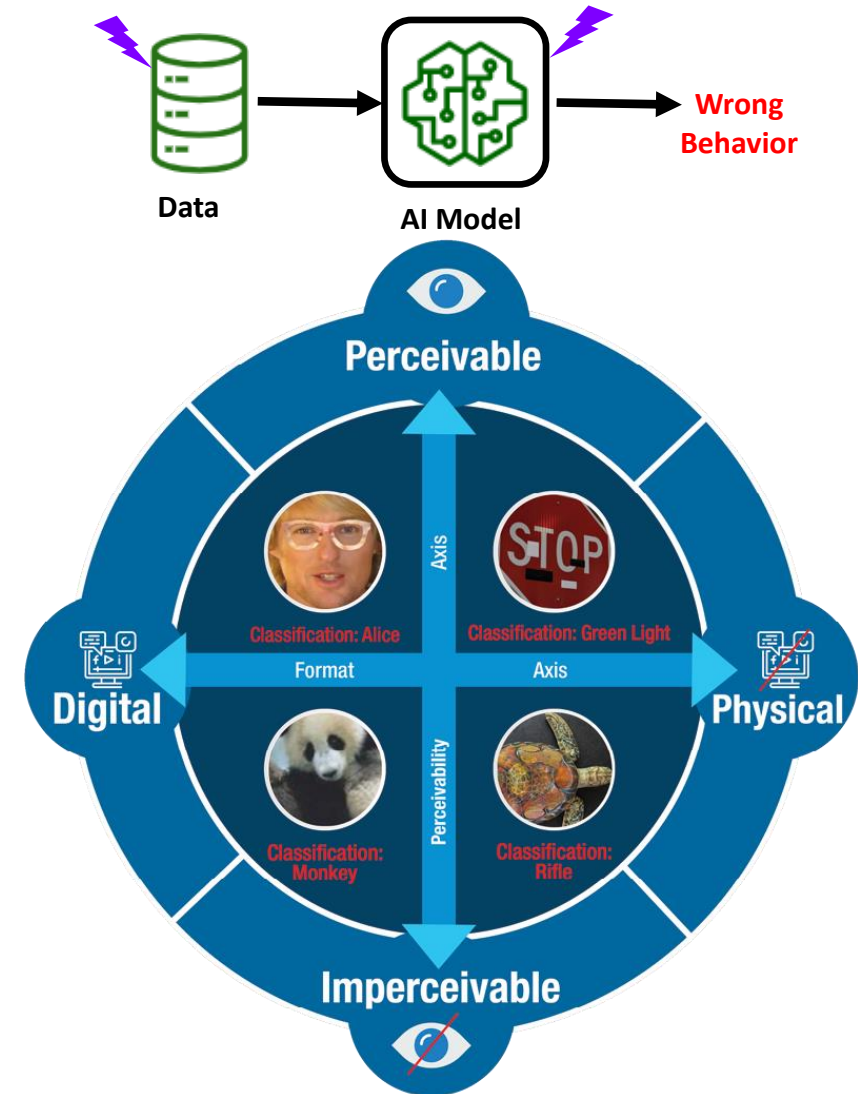 Wrong
Behavior
Data
AI Model
Perceivable
Axis
STOP
Classification: Alice
Classification: Green Light
Format
Axis
Digital
Physical
Perceivability
Classification:
Monkey
Classification:
Rifle
Imperceivable